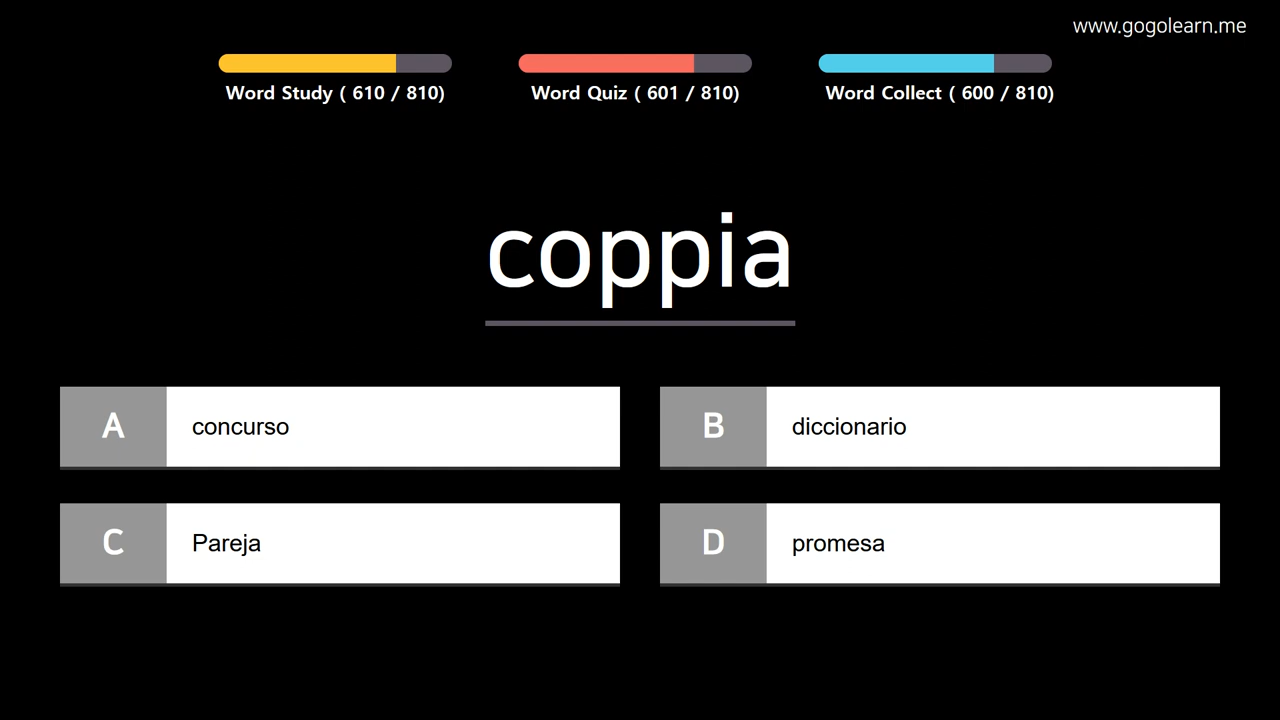 www.gogolearn.me
Word Study ( 610 / 810)
Word Quiz ( 601 / 810)
Word Collect ( 600 / 810)
coppia
A concurso
B diccionario
C Pareja
D promesa